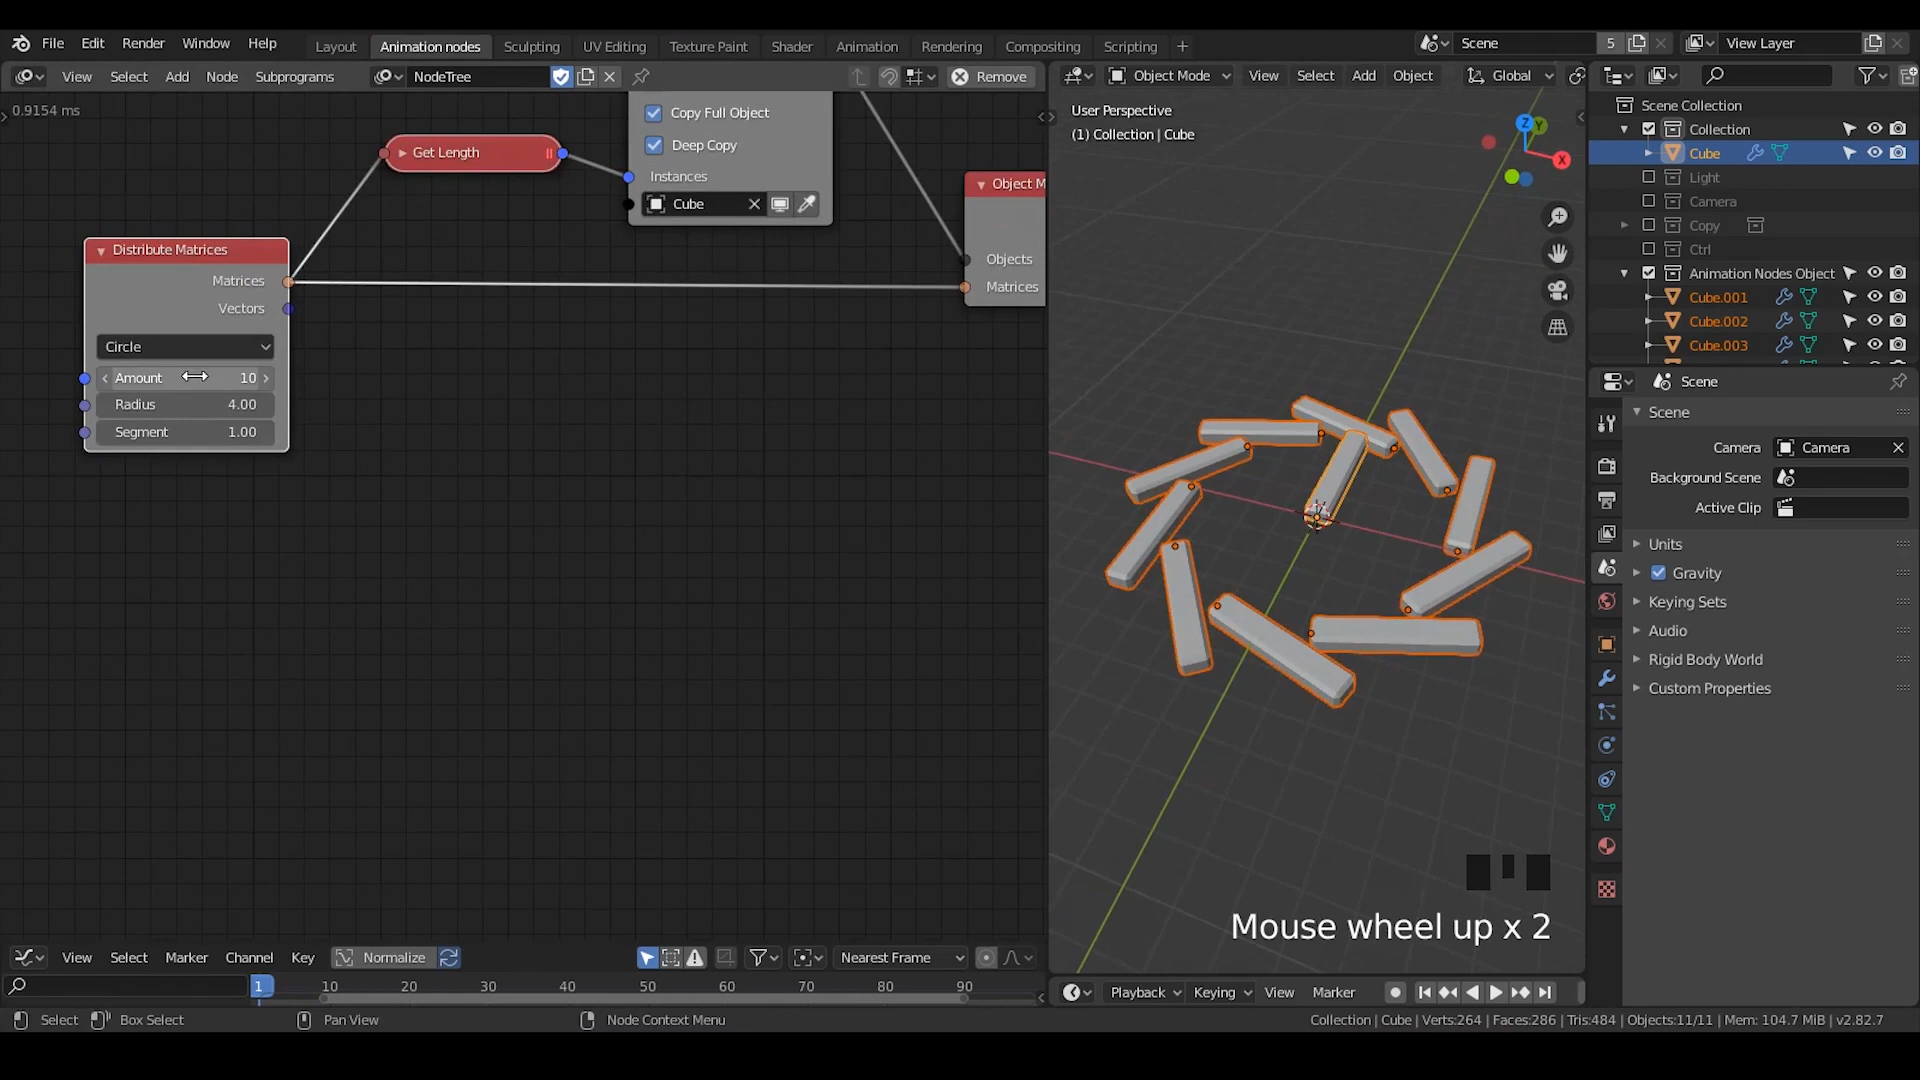 File Edit Render Window Help Layout Animation nodes Sculpting UV Editing Texture Paint Shader Animation Rendering Compositing Scripting Scene 5 View Layer
View Select Add Node Subprograms NodeTree Remove
Object Mode View Select Add Object Global
0.9154 ms
Copy Full Object
Deep Copy
Instances
Cube
Get Length
Object M
Objects
Matrices
Distribute Matrices
Matrices
Vectors
Circle
Amount 10
Radius 4.00
Segment 1.00
User Perspective
(1) Collection | Cube
Z
Y
X
Mouse wheel up x 2
Scene Collection
Collection
Cube
Light
Camera
Copy
Ctrl
Animation Nodes Object
Cube.001
Cube.002
Cube.003
Scene
Scene
Camera Camera
Background Scene
Active Clip
Units
Gravity
Keying Sets
Audio
Rigid Body World
Custom Properties
View Select Marker Channel Key Normalize Nearest Frame
1 10 20 30 40 50 60 70 80 90
Playback Keying View Marker
Select Box Select Pan View Node Context Menu
Collection | Cube | Verts:264 | Faces:286 | Tris:484 | Objects:11/11 | Mem: 104.7 MiB | v2.82.7